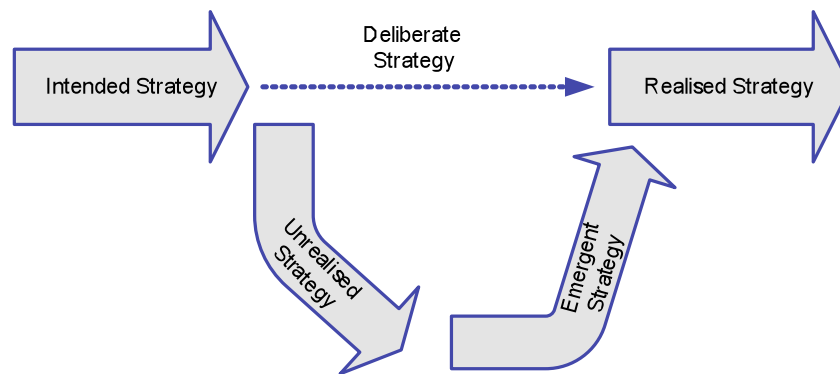 Deliberate
Strategy
Intended Strategy
Realised Strategy
Unrealised
Strategy
Emergent
Strategy